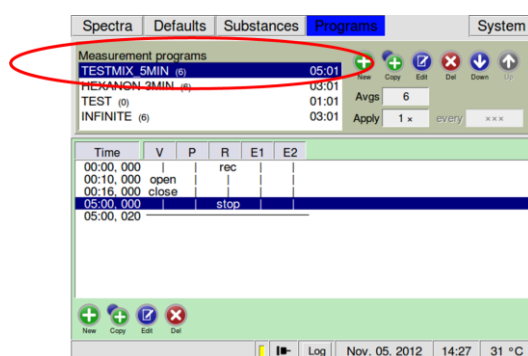 Spectra Defaults Substances Programs System
Measurement programs
TESTMIX_5MIN (6) 05:01
HEXANON 3MIN (6) 03:01
TEST (0) 01:01
INFINITE (6) 03:01
New Copy Edit Del Down Up
Avgs 6
Apply 1 × every ×××
Time V P R E1 E2
00:00, 000 | | rec | |
00:10, 000 open | | | |
00:16, 000 close | | | |
05:00, 000 | | stop | |
05:00, 020
New Copy Edit Del
Log Nov. 05. 2012 14:27 31 °C